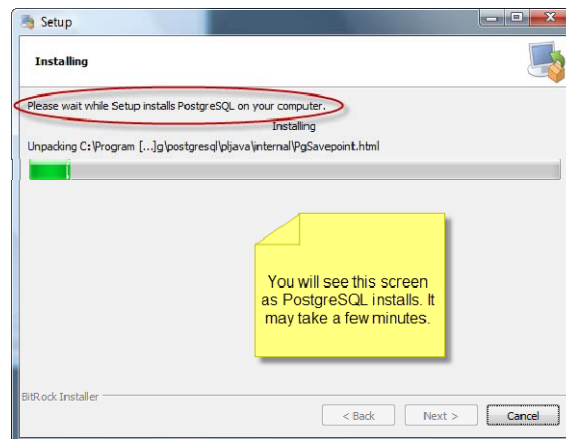 Setup
Installing
Please wait while Setup installs PostgreSQL on your computer.
Installing
Unpacking C:\Program [...]g\postgresql\pljava\internal\PgSavepoint.html
You will see this screen
as PostgreSQL installs. It
may take a few minutes.
BitRock Installer
< Back Next > Cancel